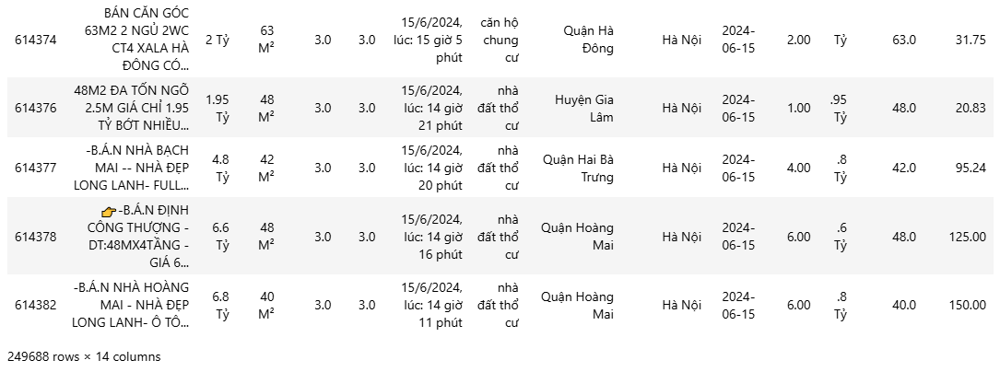 614374 BÁN CĂN GÓC 63M2 2 NGỦ 2WC CT4 XALA HÀ ĐÔNG CÓ... 2 Tỷ 63 M² 3.0 3.0 15/6/2024, lúc: 15 giờ 5 phút căn hộ chung cư Quận Hà Đông Hà Nội 2024-06-15 2.00 Tỷ 63.0 31.75
614376 48M2 ĐA TỐN NGÕ 2.5M GIÁ CHỈ 1.95 TỶ BỚT NHIỀU... 1.95 Tỷ 48 M² 3.0 3.0 15/6/2024, lúc: 14 giờ 21 phút nhà đất thổ cư Huyện Gia Lâm Hà Nội 2024-06-15 1.00 .95 Tỷ 48.0 20.83
614377 -B.Á.N NHÀ BẠCH MAI -- NHÀ ĐẸP LONG LANH- FULL... 4.8 Tỷ 42 M² 3.0 3.0 15/6/2024, lúc: 14 giờ 20 phút nhà đất thổ cư Quận Hai Bà Trưng Hà Nội 2024-06-15 4.00 .8 Tỷ 42.0 95.24
614378 👉-B.Á.N ĐỊNH CÔNG THƯỢNG - DT:48MX4TẦNG - GIÁ 6... 6.6 Tỷ 48 M² 3.0 3.0 15/6/2024, lúc: 14 giờ 16 phút nhà đất thổ cư Quận Hoàng Mai Hà Nội 2024-06-15 6.00 .6 Tỷ 48.0 125.00
614382 -B.Á.N NHÀ HOÀNG MAI - NHÀ ĐẸP LONG LANH- Ô TÔ... 6.8 Tỷ 40 M² 3.0 3.0 15/6/2024, lúc: 14 giờ 11 phút nhà đất thổ cư Quận Hoàng Mai Hà Nội 2024-06-15 6.00 .8 Tỷ 40.0 150.00
249688 rows × 14 columns